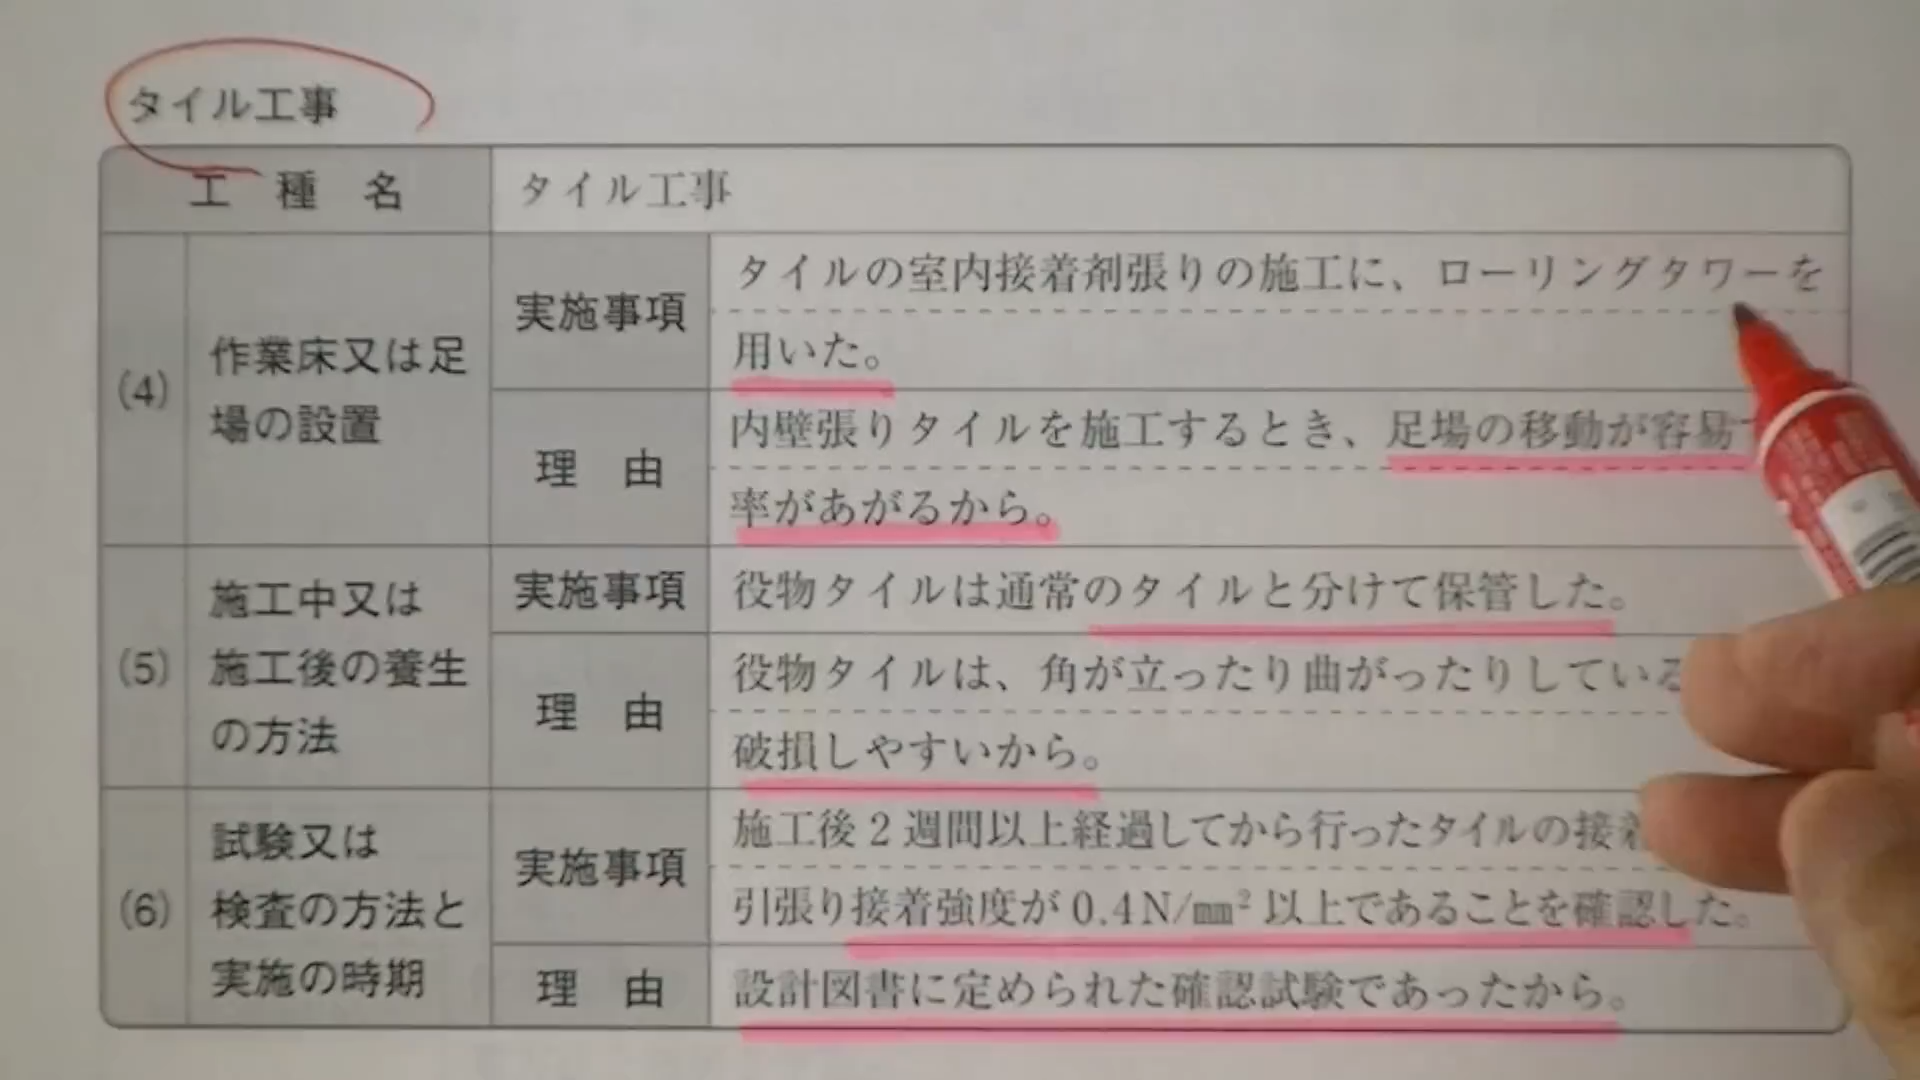 タイル工事
工種名
タイル工事
(4)
作業床又は足
場の設置
実施事項
タイルの室内接着剤張りの施工に、ローリングタワーを
用いた。
理由
内壁張りタイルを施工するとき、足場の移動が容易
率があがるから。
(5)
施工中又は
施工後の養生
の方法
実施事項
役物タイルは通常のタイルと分けて保管した。
理由
役物タイルは、角が立ったり曲がったりしている
破損しやすいから。
(6)
試験又は
検査の方法と
実施の時期
実施事項
施工後2週間以上経過してから行ったタイルの接着
引張り接着強度が0.4N/㎜²以上であることを確認した。
理由
設計図書に定められた確認試験であったから。